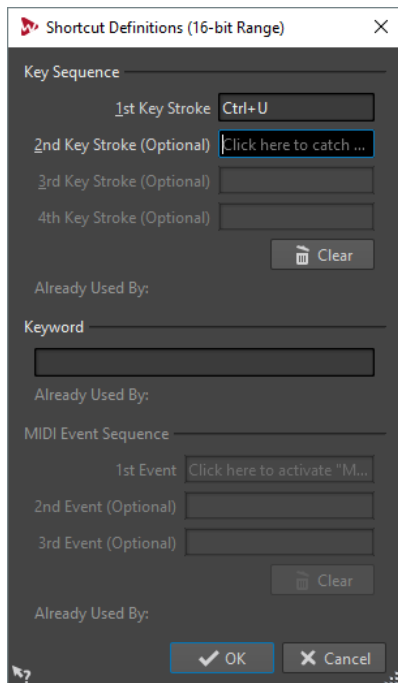 Shortcut Definitions (16-bit Range)
Key Sequence
1st Key Stroke Ctrl+U
2nd Key Stroke (Optional) Click here to catch ...
3rd Key Stroke (Optional)
4th Key Stroke (Optional)
Clear
Already Used By:
Keyword
Already Used By:
MIDI Event Sequence
1st Event Click here to activate "M...
2nd Event (Optional)
3rd Event (Optional)
Clear
Already Used By:
OK Cancel
?